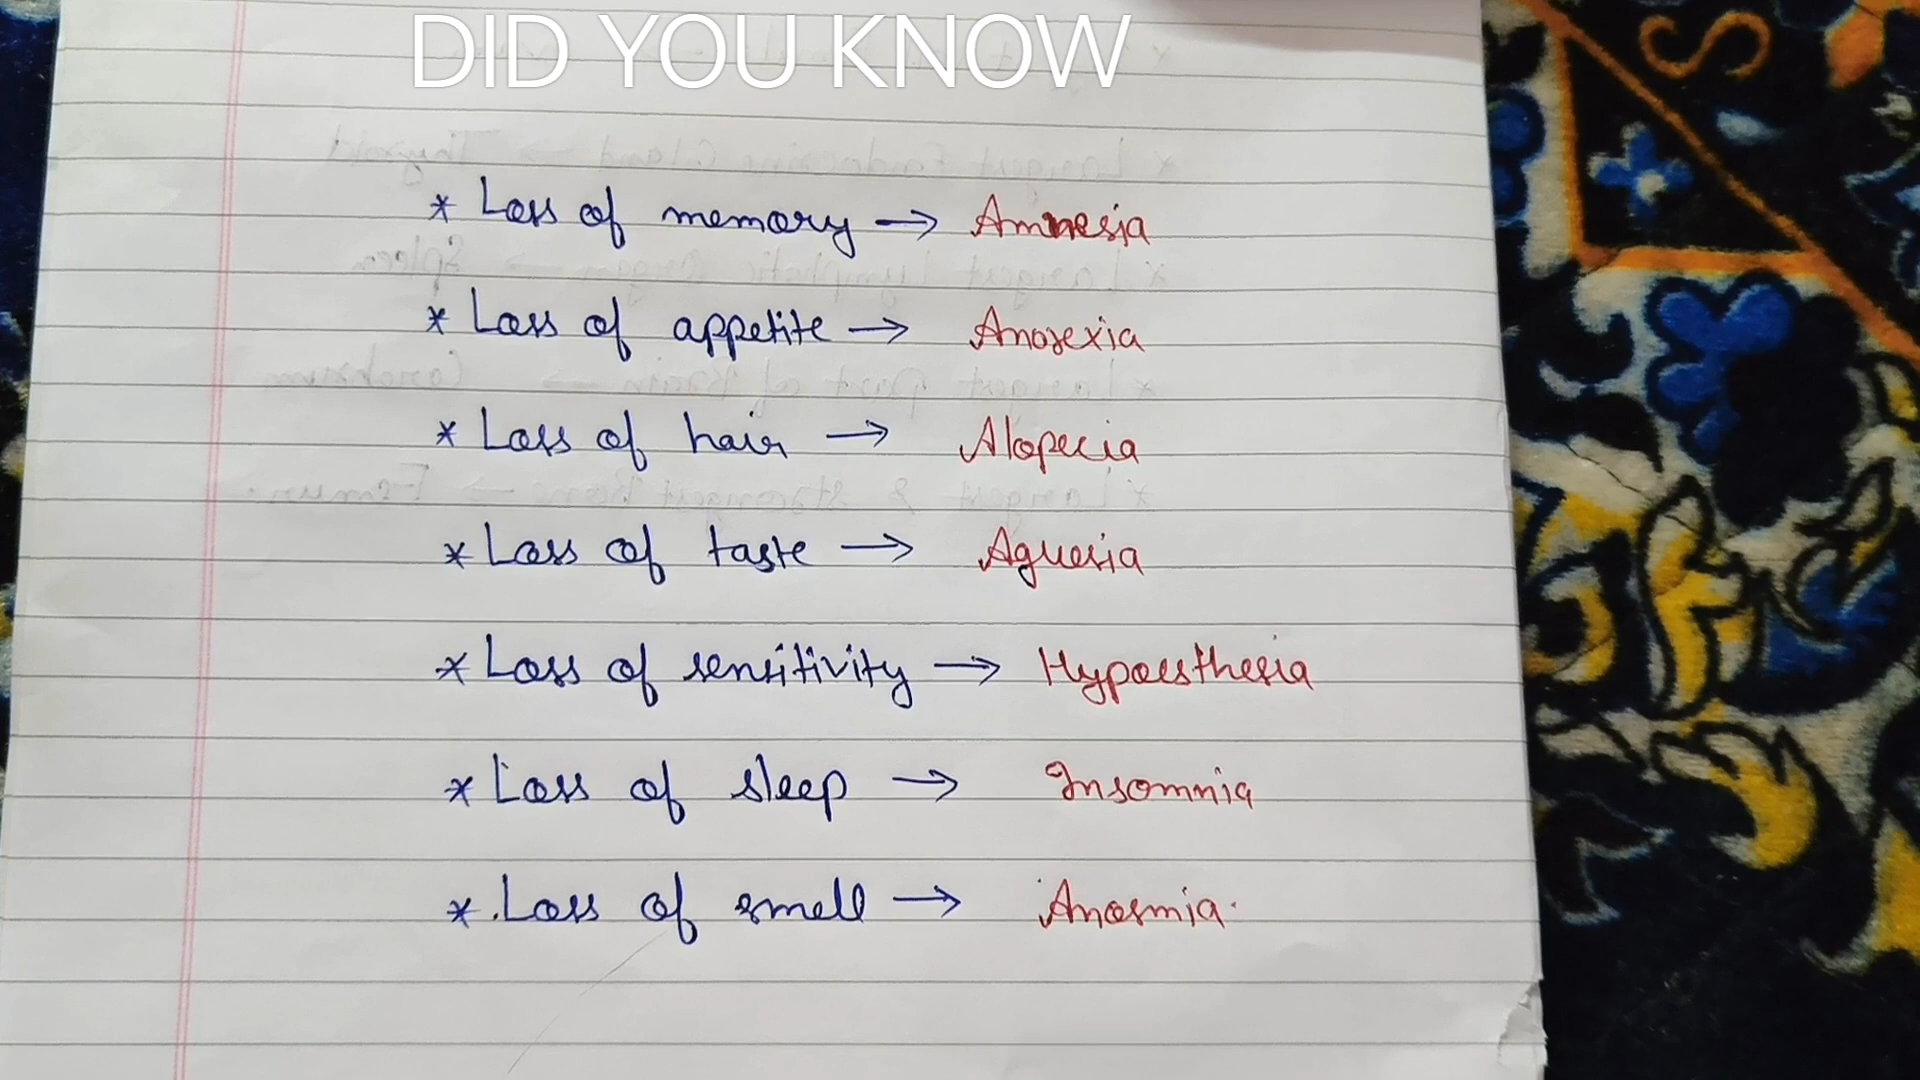 DID YOU KNOW
* Loss of memory → Amnesia
* Loss of appetite → Anorexia
* Loss of hair → Alopecia
* Loss of taste → Aguesia
* Loss of sensitivity → Hypoesthesia
* Loss of sleep → Insomnia
* Loss of smell → Anosmia.